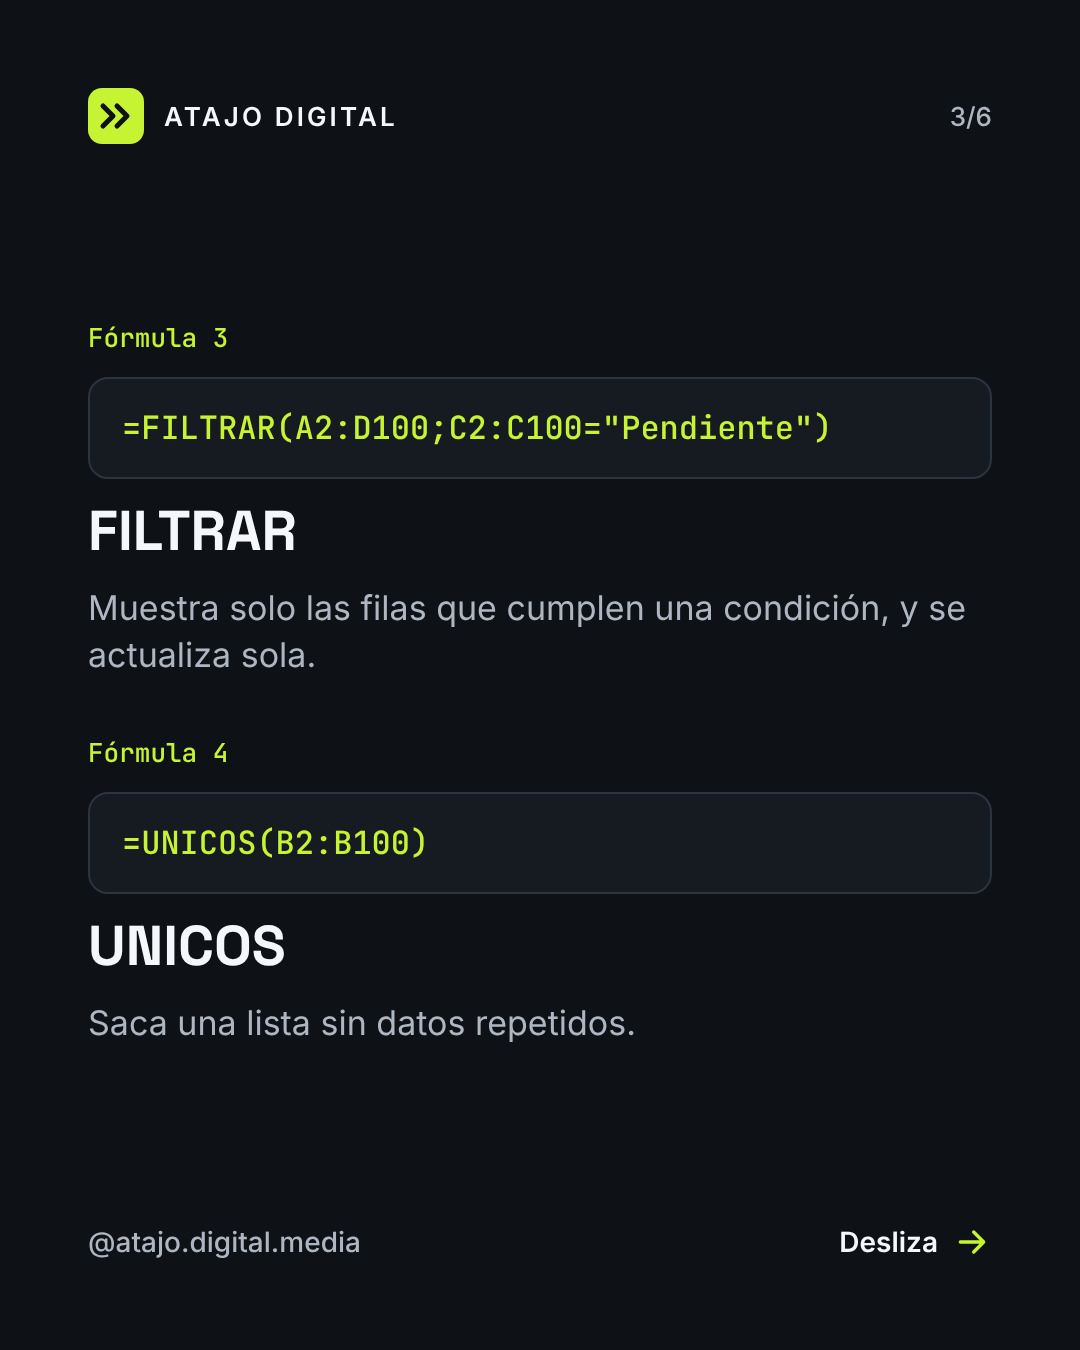 ATAJO DIGITAL
3/6
Fórmula 3
=FILTRAR(A2:D100;C2:C100="Pendiente")
FILTRAR
Muestra solo las filas que cumplen una condición, y se
actualiza sola.
Fórmula 4
=UNICOS(B2:B100)
UNICOS
Saca una lista sin datos repetidos.
@atajo.digital.media
Desliza →